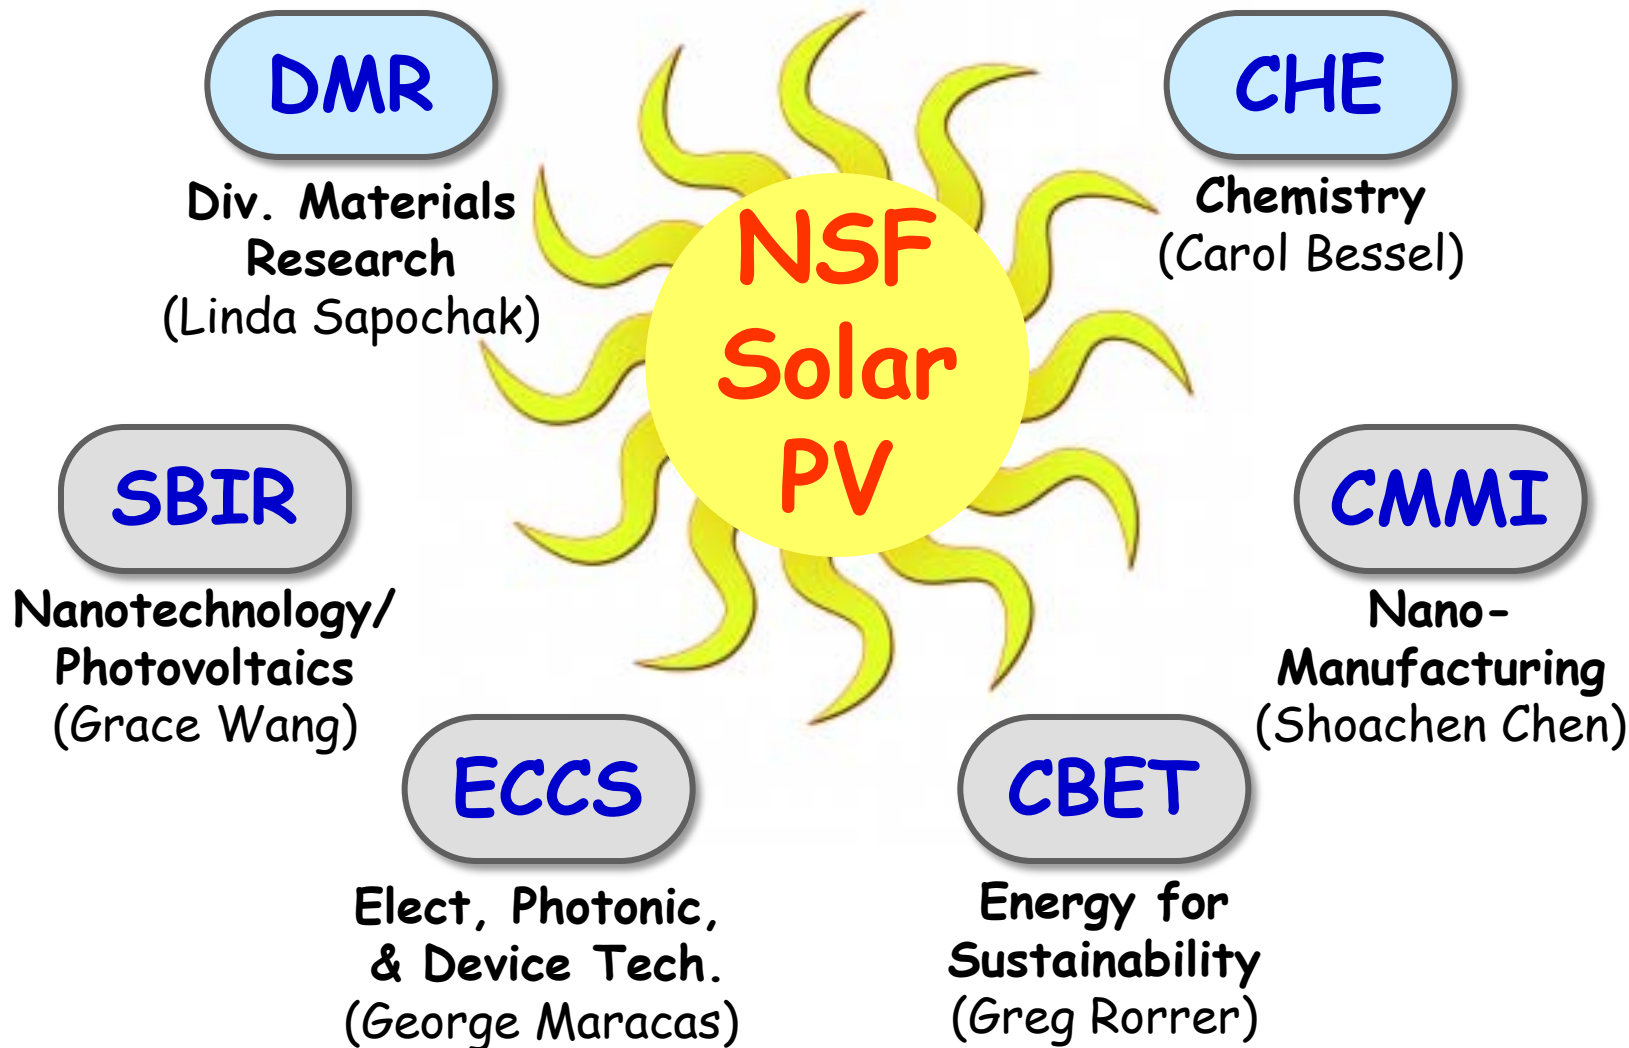 DMR
Div. Materials
Research
(Linda Sapochak)
NSF
Solar
PV
CHE
Chemistry
(Carol Bessel)
SBIR
Nanotechnology/
Photovoltaics
(Grace Wang)
CMMI
Nano-
Manufacturing
(Shoachen Chen)
ECCS
Elect, Photonic,
& Device Tech.
(George Maracas)
CBET
Energy for
Sustainability
(Greg Rorrer)